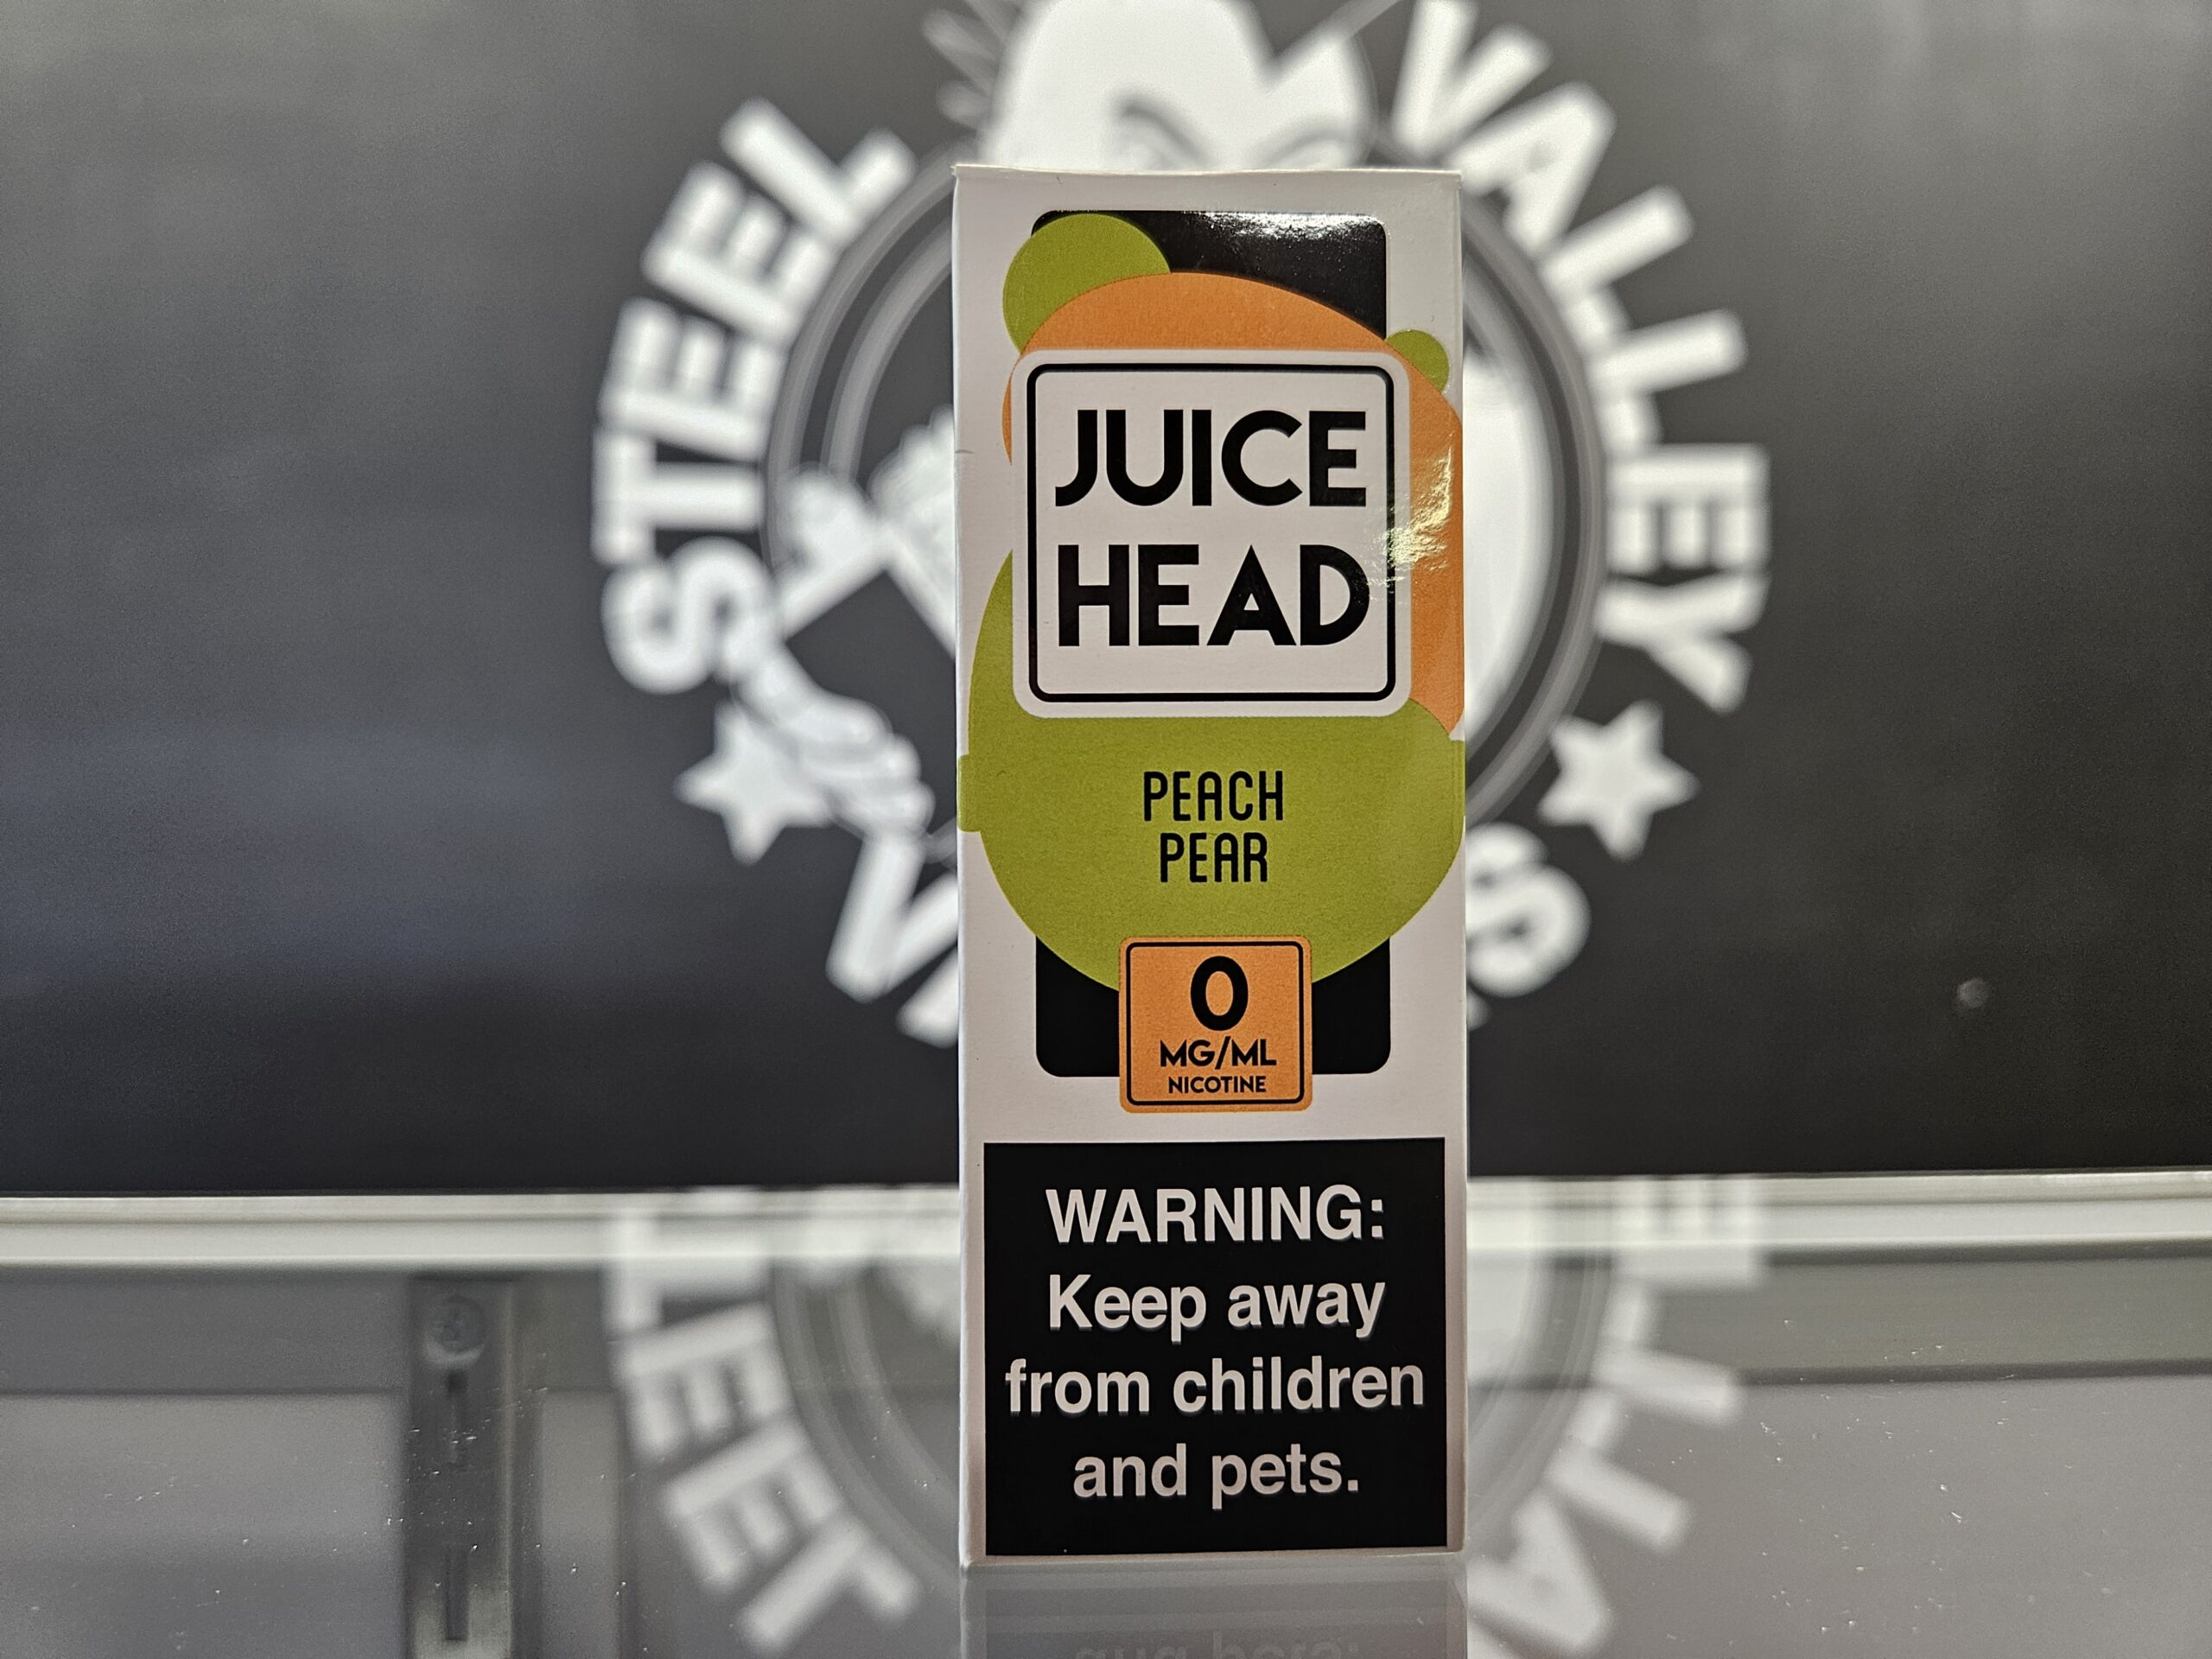 STEEL VALLEY
JUICE
HEAD
PEACH
PEAR
0
MG/ML
NICOTINE
WARNING:
Keep away
from children
and pets.